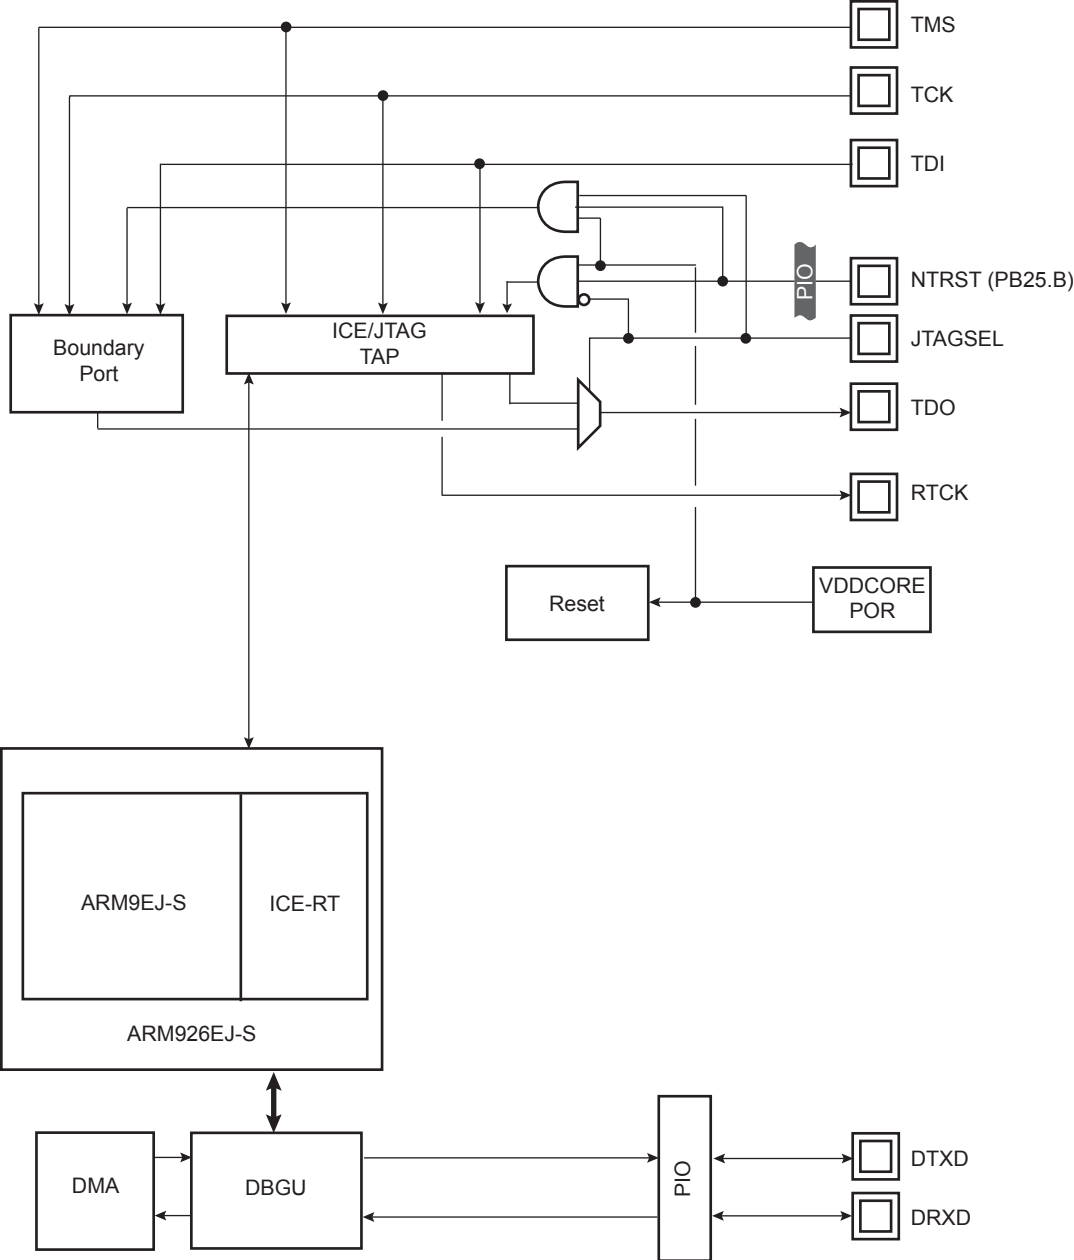 TMS
TCK
TDI
PIO
NTRST (PB25.B)
ICE/JTAG
TAP
JTAGSEL
Boundary
Port
TDO
RTCK
Reset
VDDCORE
POR
ARM9EJ-S
ICE-RT
ARM926EJ-S
DMA
DBGU
PIO
DTXD
DRXD